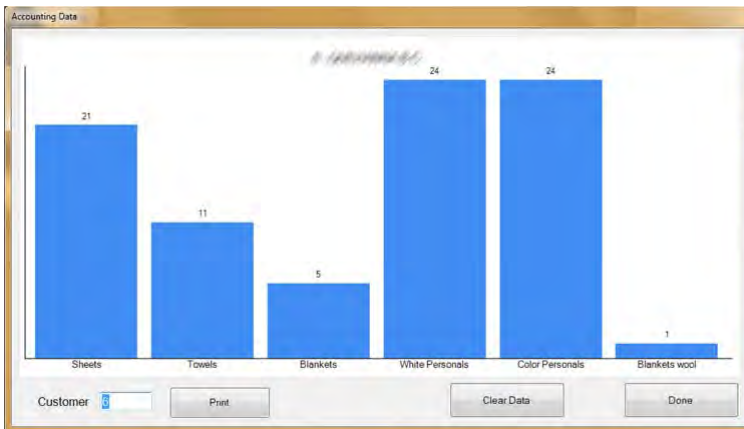 Accounting Data
24 24
21
11
5
1
Sheets Towels Blankets White Personals Color Personals Blankets wool
Customer 6 Print Clear Data Done